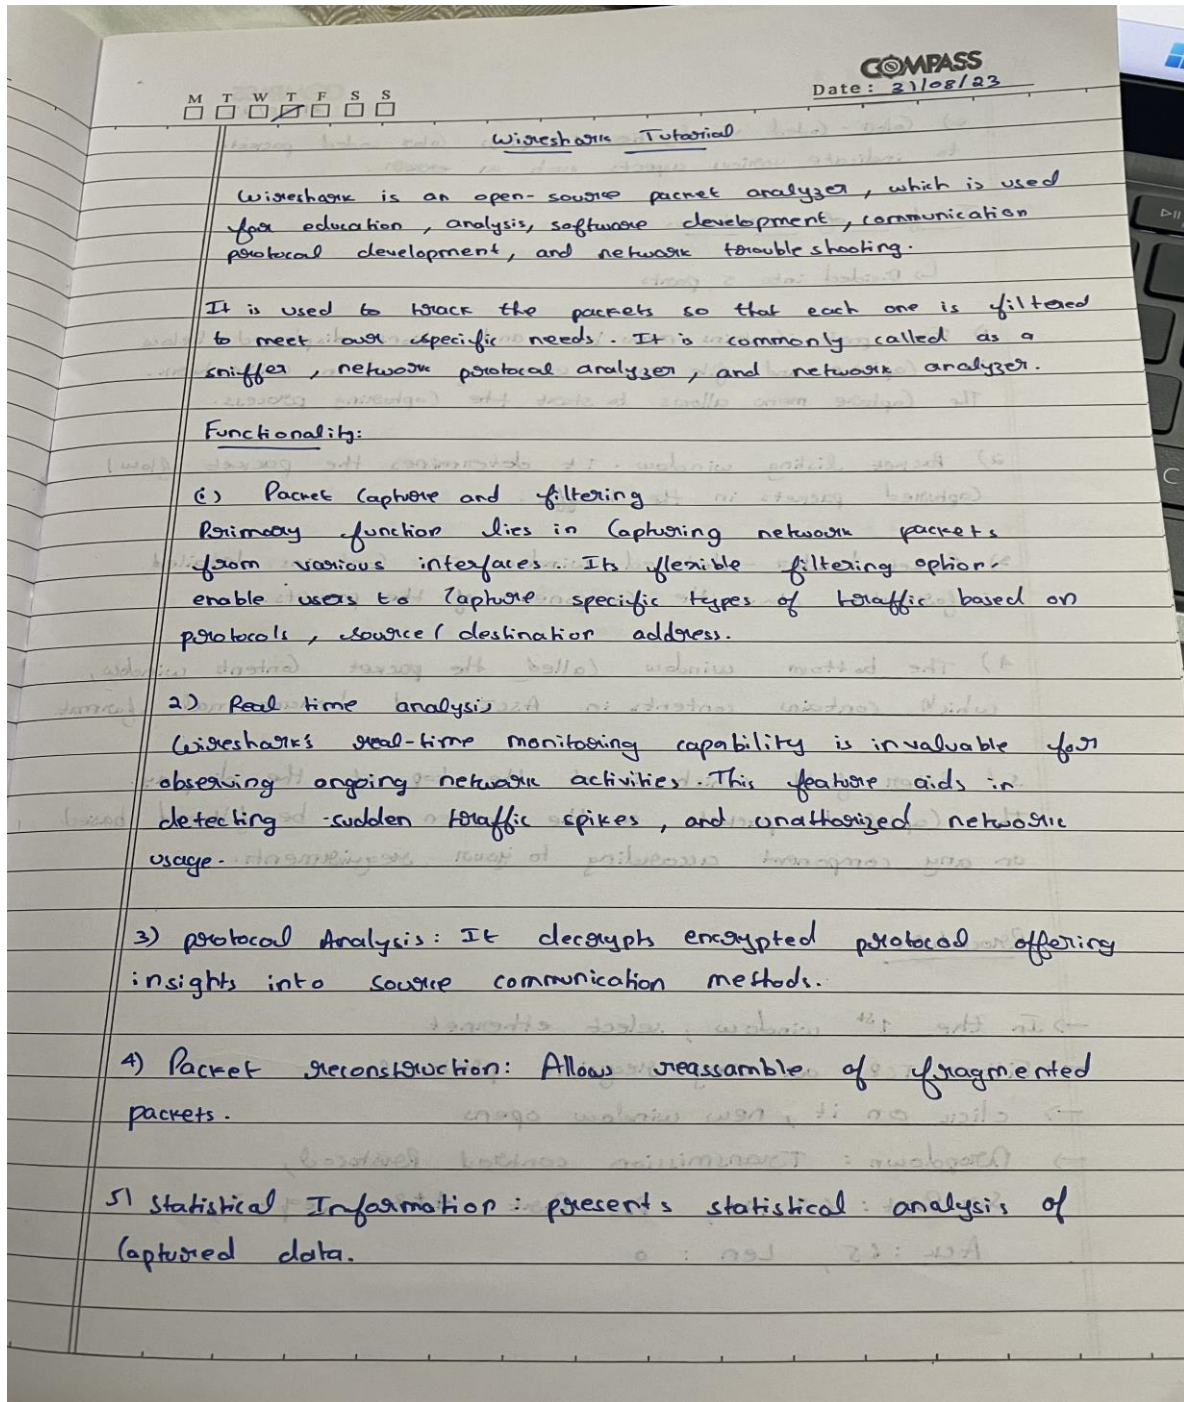 COMPASS
M T W T F S S
Date: 31/08/23
Wireshark Tutorial
Wireshark is an open-source packet analyzer, which is used
for education, analysis, software development, communication
protocol development, and network trouble shooting.
It is used to track the packets so that each one is filtered
to meet our specific needs. It is commonly called as a
sniffer, network protocol analyzer, and network analyzer.
Functionality:
(i) Packet Capture and filtering
Primary function lies in Capturing network packets
from various interfaces. Its flexible filtering option
enable users to Capture specific types of traffic based on
protocols, source/destination address.
2) Real time analysis
Wireshark's real-time monitoring capability is invaluable for
observing ongoing network activities. This feature aids in
detecting sudden traffic spikes, and unathorized network
usage.
3) protocol Analysis: It decrypts encrypted protocol offering
insights into source communication methods.
4) Packet reconstruction: Allows reassamble of fragmented
packets.
5) Statistical Information: presents statistical analysis of
Captured data.